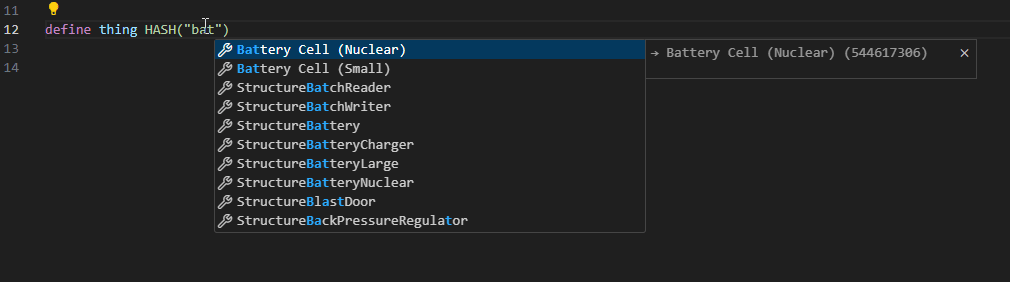 11
12 define thing HASH("bat")
13 Battery Cell (Nuclear) → Battery Cell (Nuclear) (544617306) ×
14 Battery Cell (Small)
StructureBatchReader
StructureBatchWriter
StructureBattery
StructureBatteryCharger
StructureBatteryLarge
StructureBatteryNuclear
StructureBlastDoor
StructureBackPressureRegulator